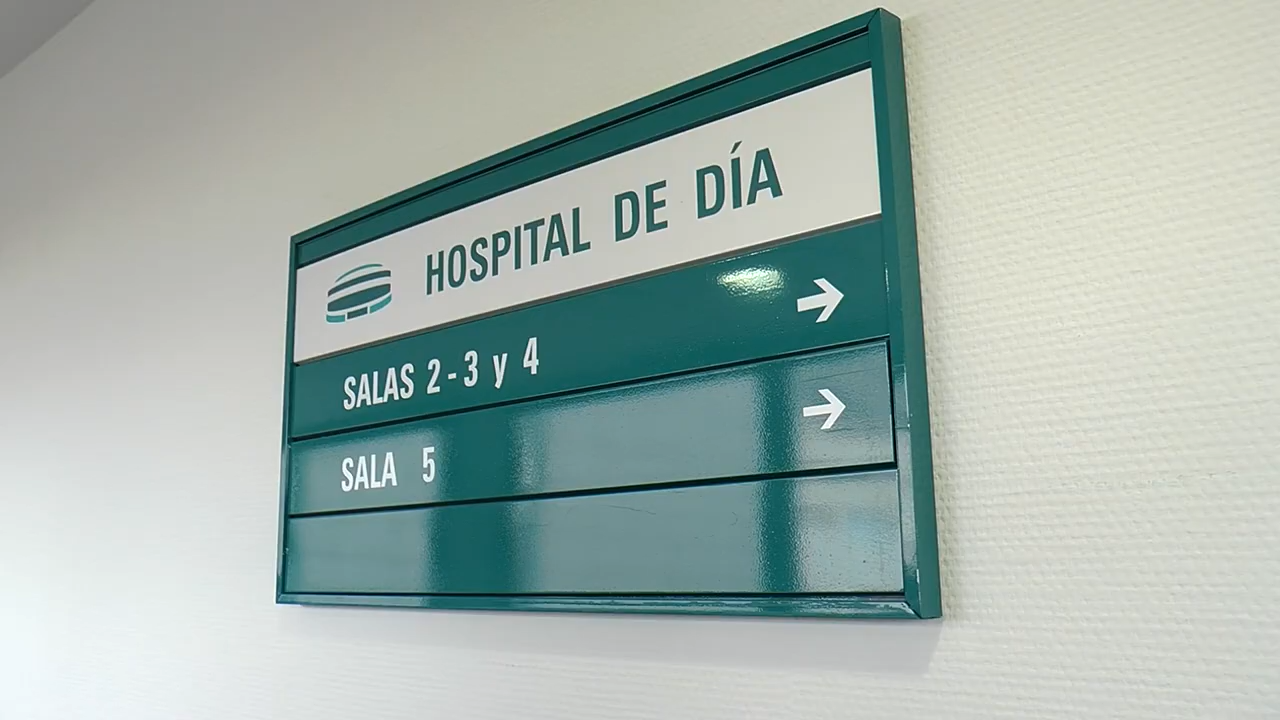 HOSPITAL DE DÍA
SALAS 2-3 y 4 →
SALA 5 →